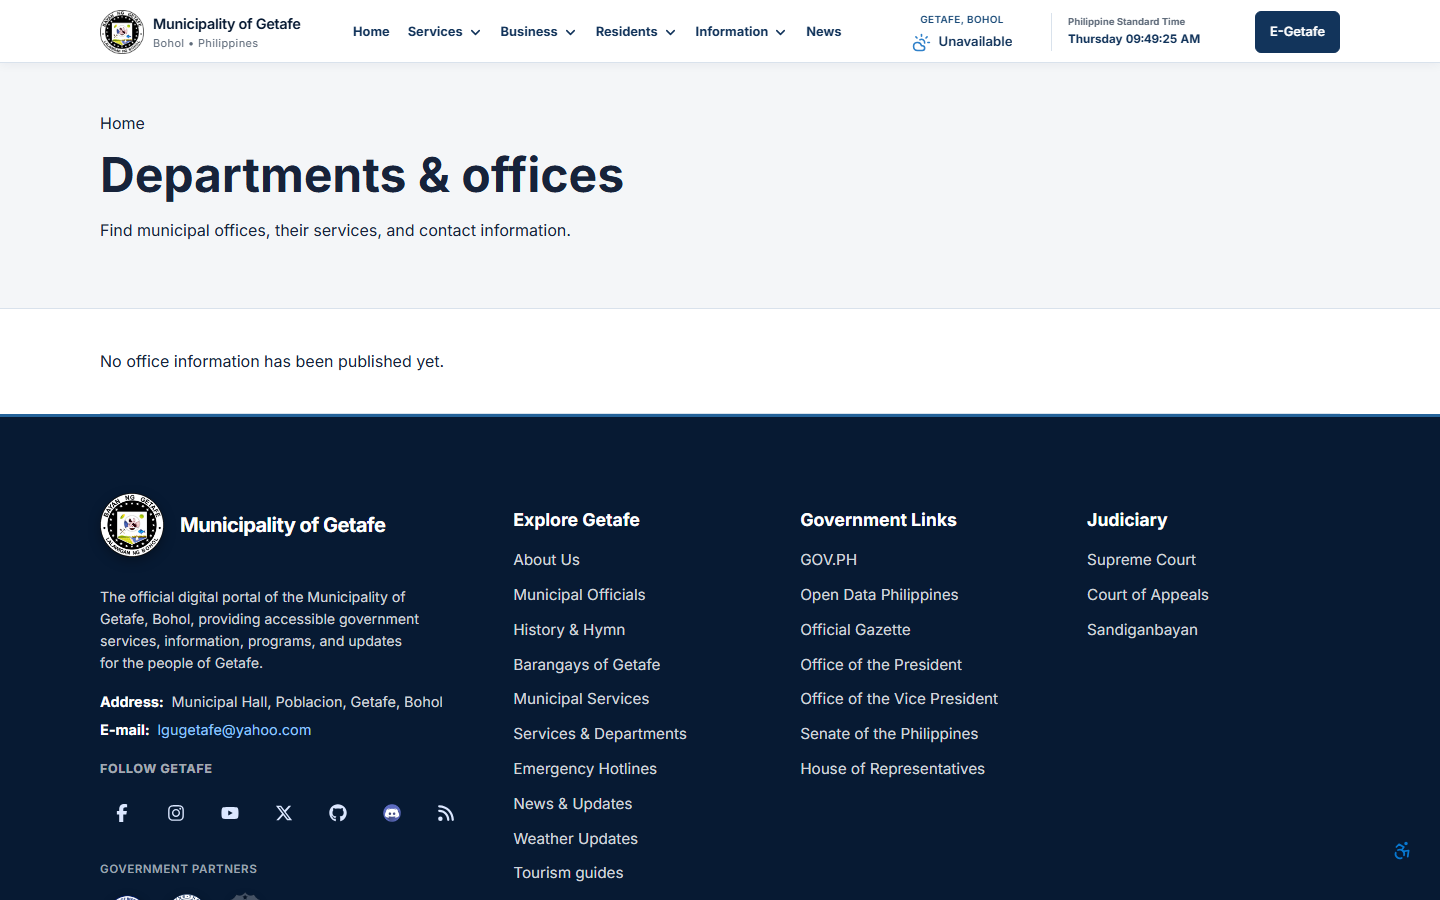 Municipality of Getafe
Bohol • Philippines
Home
Services
Business
Residents
Information
News
GETAFE, BOHOL
Unavailable
Philippine Standard Time
Thursday 09:49:25 AM
E-Getafe
Home
Departments & offices
Find municipal offices, their services, and contact information.
No office information has been published yet.
BAYAN NG GETAFE
LALAWIGAN NG BOHOL
Municipality of Getafe
The official digital portal of the Municipality of
Getafe, Bohol, providing accessible government
services, information, programs, and updates
for the people of Getafe.
Address: Municipal Hall, Poblacion, Getafe, Bohol
E-mail: lgugetafe@yahoo.com
FOLLOW GETAFE
GOVERNMENT PARTNERS
Explore Getafe
About Us
Municipal Officials
History & Hymn
Barangays of Getafe
Municipal Services
Services & Departments
Emergency Hotlines
News & Updates
Weather Updates
Tourism guides
Government Links
GOV.PH
Open Data Philippines
Official Gazette
Office of the President
Office of the Vice President
Senate of the Philippines
House of Representatives
Judiciary
Supreme Court
Court of Appeals
Sandiganbayan